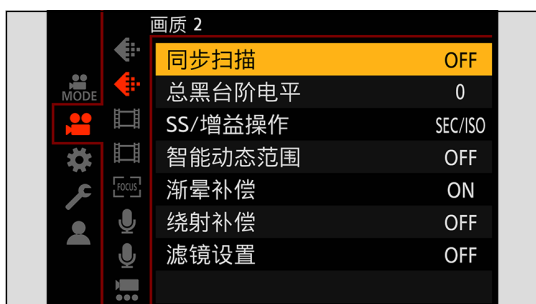 画质 2
同步扫描 OFF
总黑台阶电平 0
SS/增益操作 SEC/ISO
智能动态范围 OFF
渐晕补偿 ON
绕射补偿 OFF
滤镜设置 OFF
MODE
FOCUS